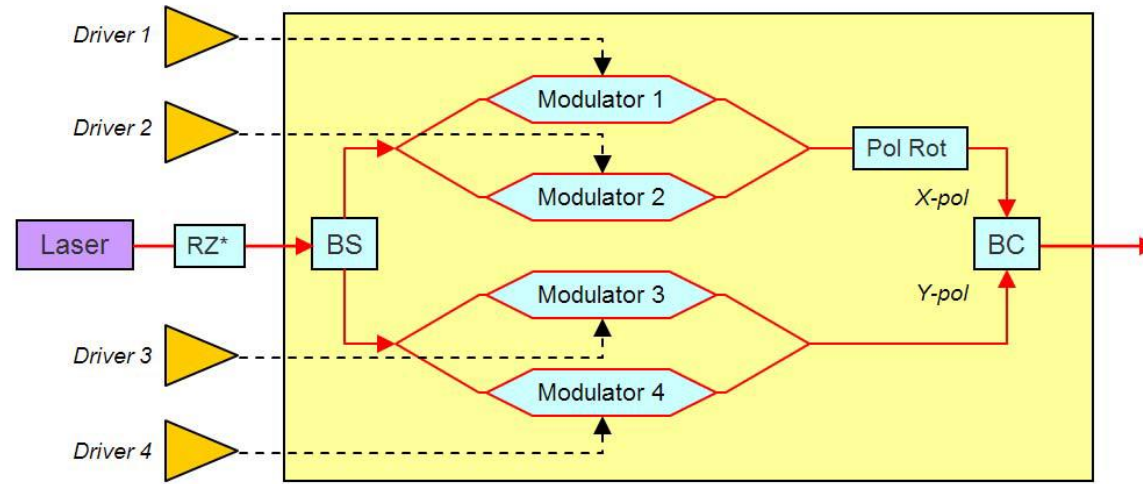 Driver 1
Modulator 1
Driver 2
Pol Rot
Modulator 2
X-pol
Laser
RZ*
BS
BC
Modulator 3
Y-pol
Driver 3
Modulator 4
Driver 4